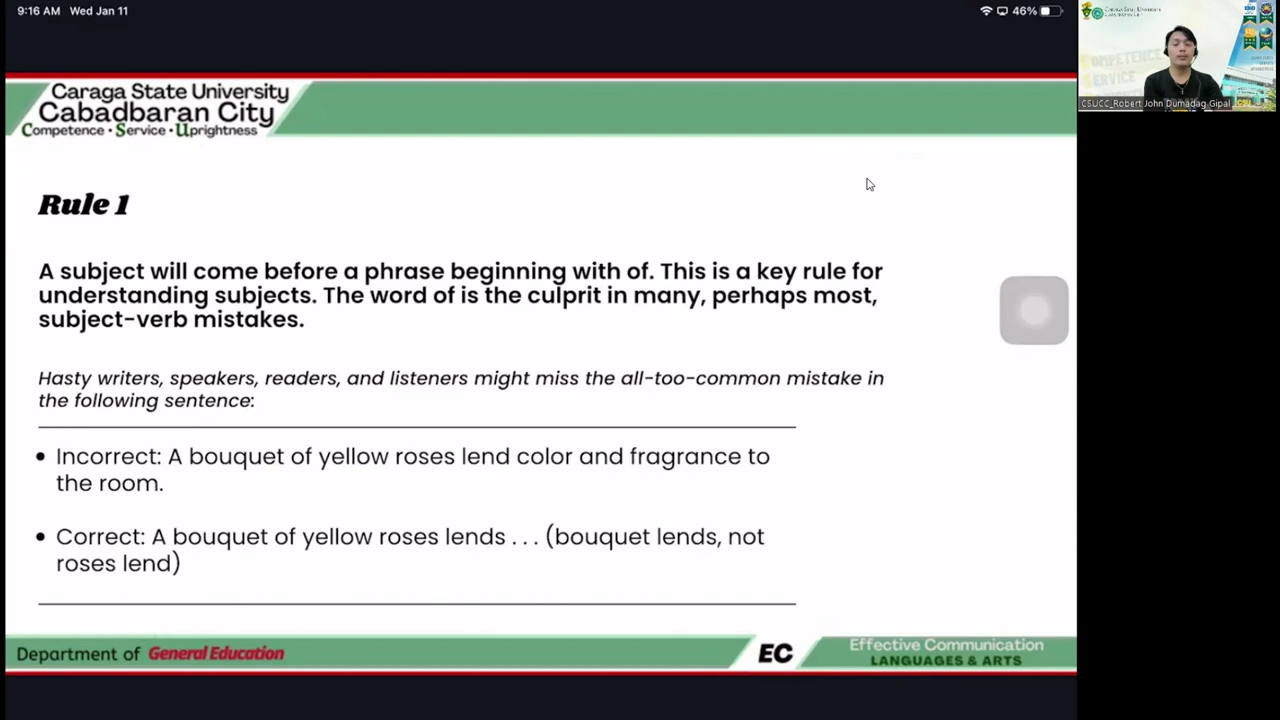 9:16 AM Wed Jan 11
46%
Caraga State University
Cabadbaran City
Competence • Service • Uprightness
Rule 1
A subject will come before a phrase beginning with of. This is a key rule for
understanding subjects. The word of is the culprit in many, perhaps most,
subject-verb mistakes.
Hasty writers, speakers, readers, and listeners might miss the all-too-common mistake in
the following sentence:
• Incorrect: A bouquet of yellow roses lend color and fragrance to
the room.
• Correct: A bouquet of yellow roses lends . . . (bouquet lends, not
roses lend)
Department of General Education
EC
Effective Communication
LANGUAGES & ARTS
CSUCC_Robert John Dumadag Gipal